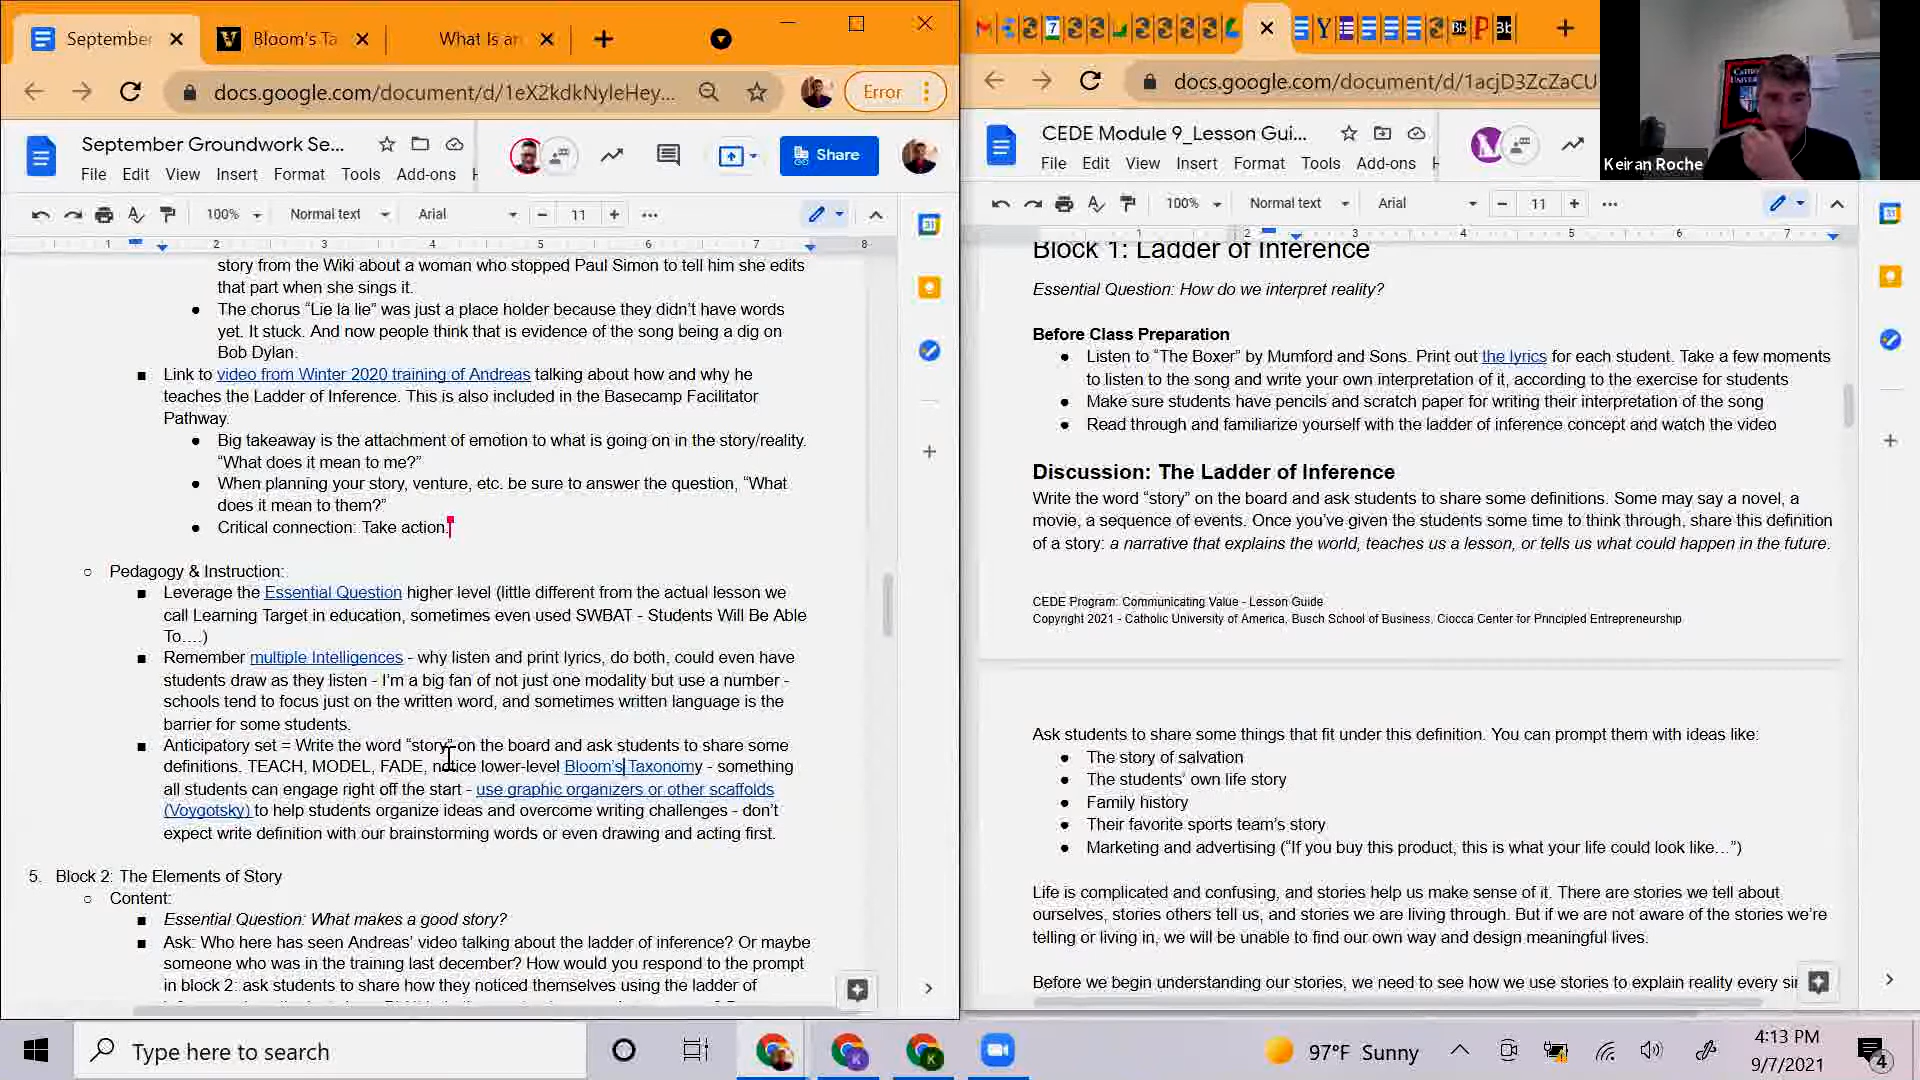 September
Bloom's Ta
What Is an
docs.google.com/document/d/1eX2kdkNyleHey...
Error
September Groundwork Se...
Share
File Edit View Insert Format Tools Add-ons
100% Normal text Arial 11
1 2 3 4 5 6 7 8
story from the Wiki about a woman who stopped Paul Simon to tell him she edits
that part when she sings it.
● The chorus “Lie la lie” was just a place holder because they didn’t have words
yet. It stuck. And now people think that is evidence of the song being a dig on
Bob Dylan.
■ Link to video from Winter 2020 training of Andreas talking about how and why he
teaches the Ladder of Inference. This is also included in the Basecamp Facilitator
Pathway.
● Big takeaway is the attachment of emotion to what is going on in the story/reality.
“What does it mean to me?”
● When planning your story, venture, etc. be sure to answer the question, “What
does it mean to them?”
● Critical connection: Take action.
○ Pedagogy & Instruction:
■ Leverage the Essential Question higher level (little different from the actual lesson we
call Learning Target in education, sometimes even used SWBAT - Students Will Be Able
To….)
■ Remember multiple Intelligences - why listen and print lyrics, do both, could even have
students draw as they listen - I’m a big fan of not just one modality but use a number -
schools tend to focus just on the written word, and sometimes written language is the
barrier for some students.
■ Anticipatory set = Write the word “story” on the board and ask students to share some
definitions. TEACH, MODEL, FADE, notice lower-level Bloom’s Taxonomy - something
all students can engage right off the start - use graphic organizers or other scaffolds
(Voygotsky) to help students organize ideas and overcome writing challenges - don’t
expect write definition with our brainstorming words or even drawing and acting first.
5. Block 2: The Elements of Story
○ Content:
■ Essential Question: What makes a good story?
■ Ask: Who here has seen Andreas’ video talking about the ladder of inference? Or maybe
someone who was in the training last december? How would you respond to the prompt
in block 2: ask students to share how they noticed themselves using the ladder of
docs.google.com/document/d/1acjD3ZcZaCU
CEDE Module 9_Lesson Gui...
File Edit View Insert Format Tools Add-ons
100% Normal text Arial 11
1 2 3 4 5 6 7
Block 1: Ladder of Inference
Essential Question: How do we interpret reality?
Before Class Preparation
● Listen to “The Boxer” by Mumford and Sons. Print out the lyrics for each student. Take a few moments
to listen to the song and write your own interpretation of it, according to the exercise for students
● Make sure students have pencils and scratch paper for writing their interpretation of the song
● Read through and familiarize yourself with the ladder of inference concept and watch the video
Discussion: The Ladder of Inference
Write the word “story” on the board and ask students to share some definitions. Some may say a novel, a
movie, a sequence of events. Once you’ve given the students some time to think through, share this definition
of a story: a narrative that explains the world, teaches us a lesson, or tells us what could happen in the future.
CEDE Program: Communicating Value - Lesson Guide
Copyright 2021 - Catholic University of America, Busch School of Business, Ciocca Center for Principled Entrepreneurship
Ask students to share some things that fit under this definition. You can prompt them with ideas like:
● The story of salvation
● The students’ own life story
● Family history
● Their favorite sports team’s story
● Marketing and advertising (“If you buy this product, this is what your life could look like…”)
Life is complicated and confusing, and stories help us make sense of it. There are stories we tell about
ourselves, stories others tell us, and stories we are living through. But if we are not aware of the stories we’re
telling or living in, we will be unable to find our own way and design meaningful lives.
Before we begin understanding our stories, we need to see how we use stories to explain reality every
Keiran Roche
Type here to search
97°F Sunny
4:13 PM
9/7/2021
4